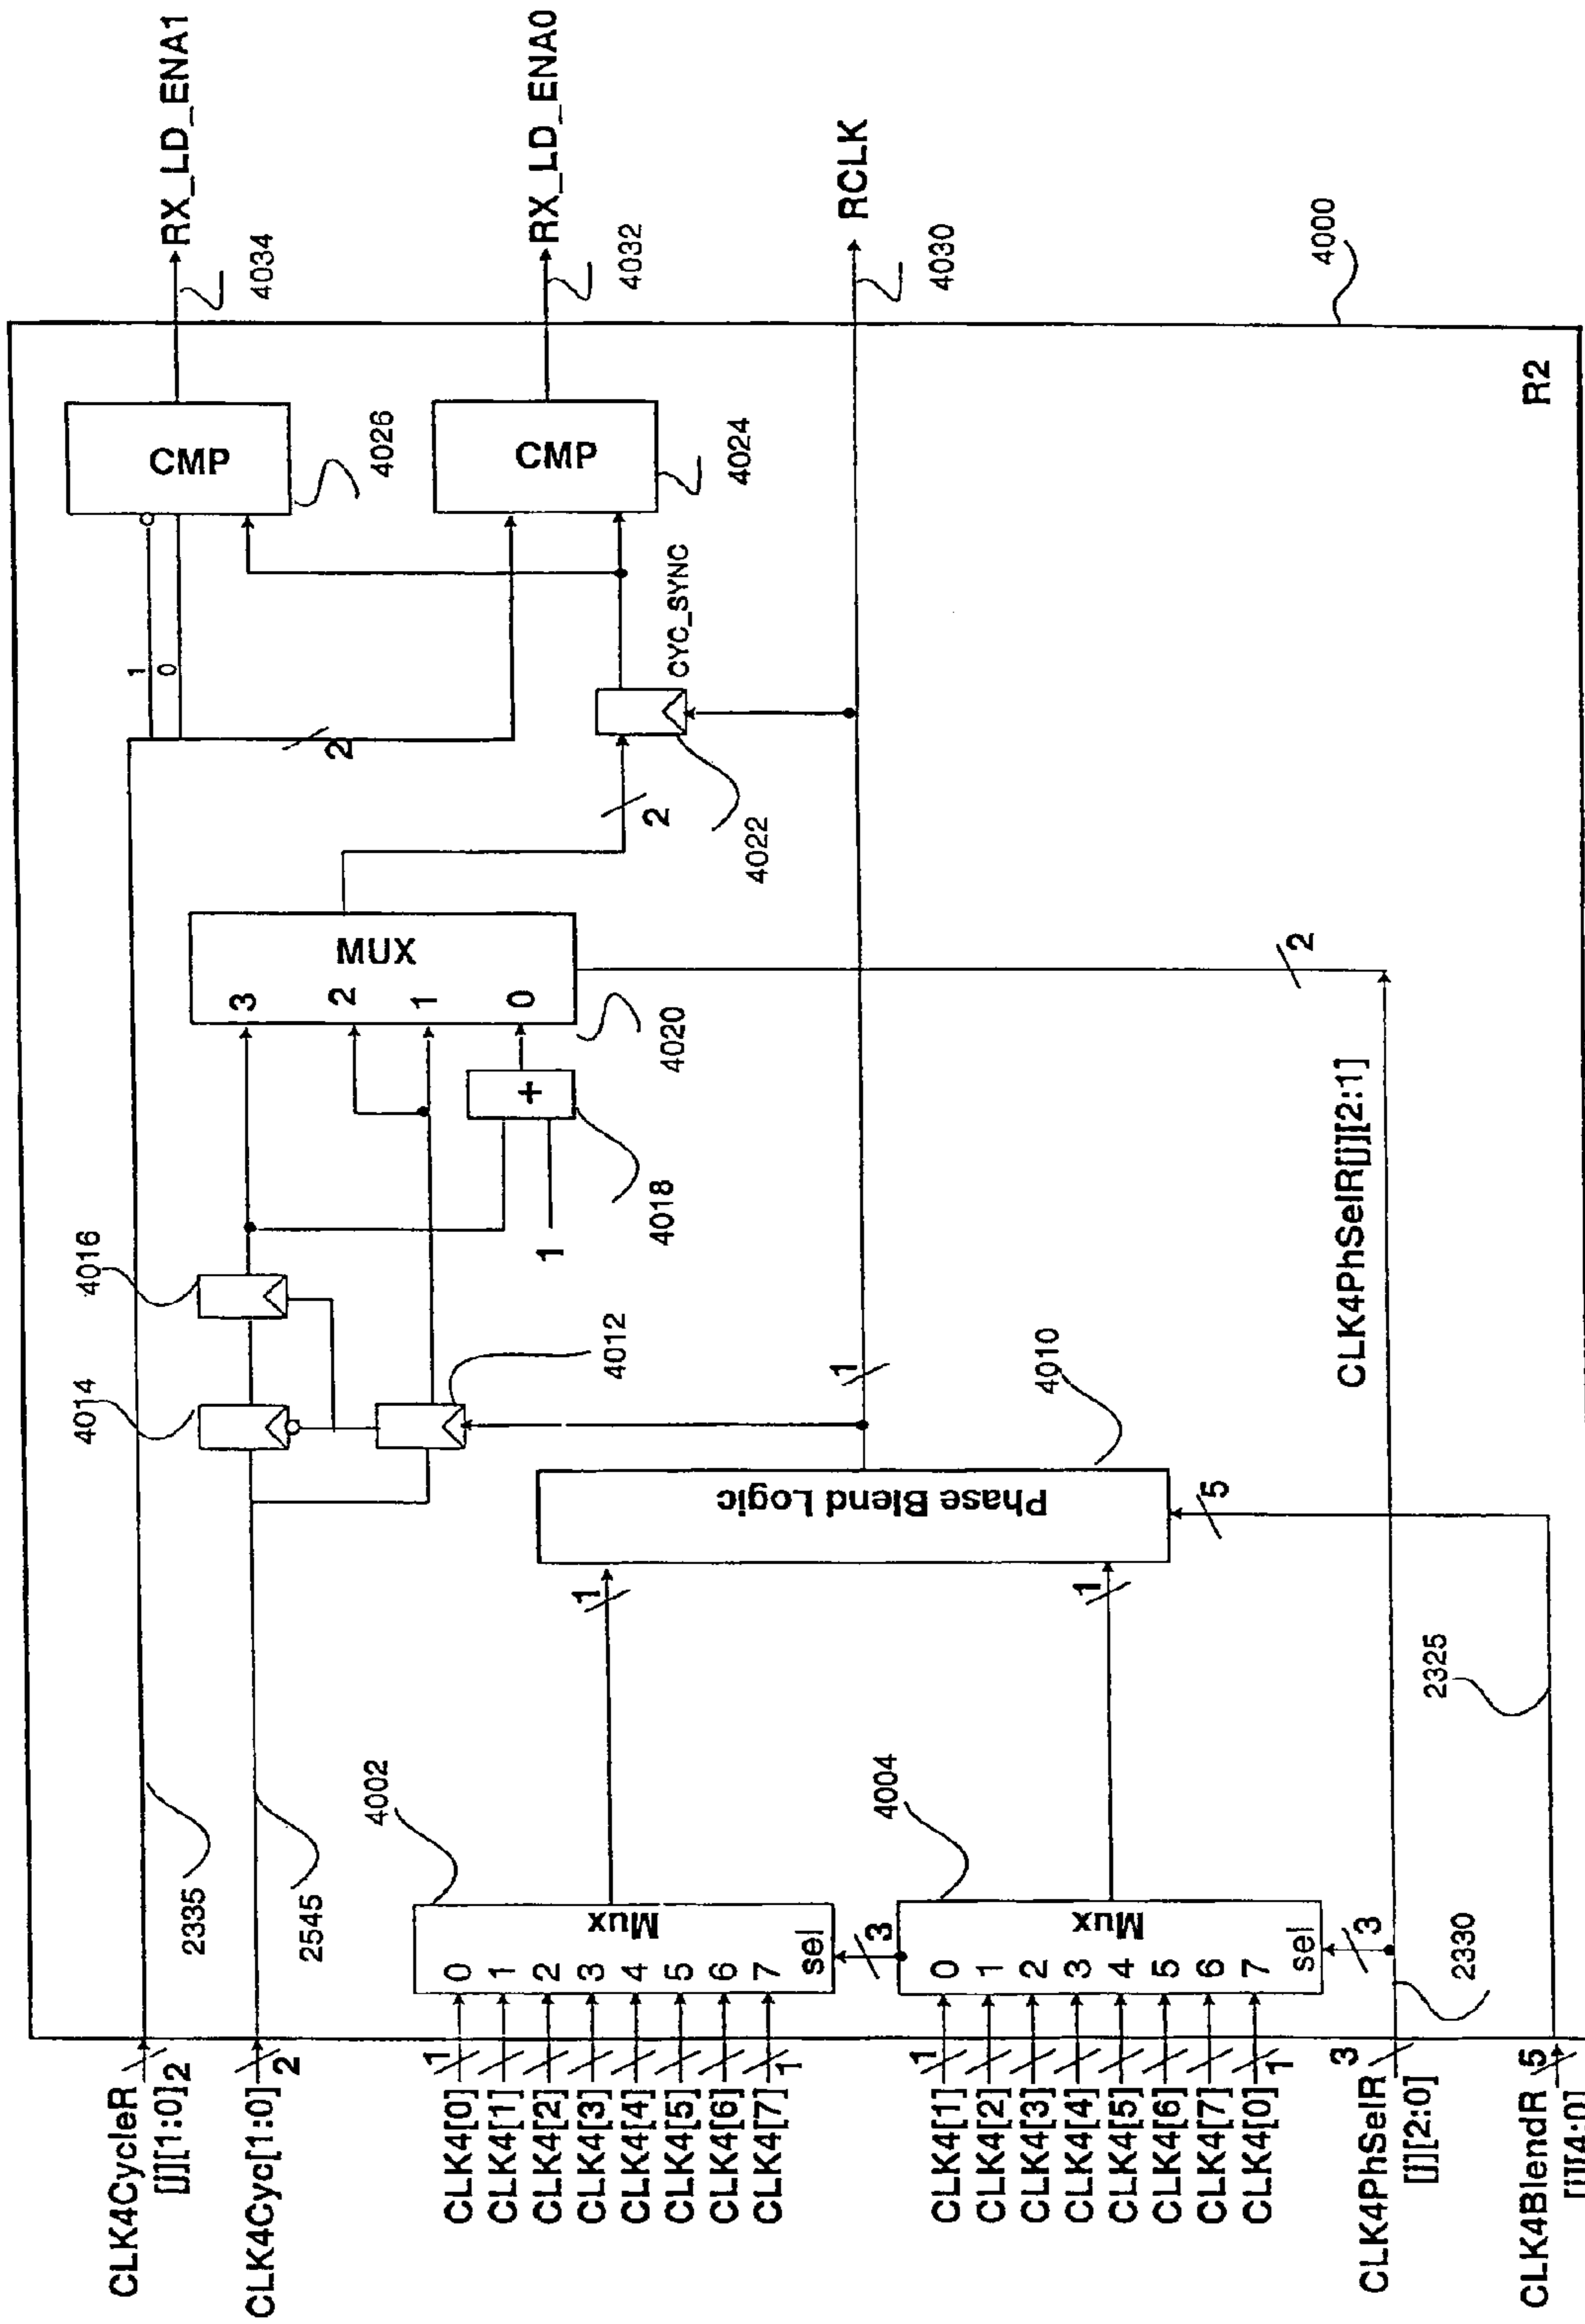 CLK4CycleR
[j][1:0]
2
CLK4Cyc[1:0]
2
CLK4[0]
1
CLK4[1]
CLK4[2]
CLK4[3]
CLK4[4]
CLK4[5]
CLK4[6]
CLK4[7]
1
CLK4[1]
1
CLK4[2]
CLK4[3]
CLK4[4]
CLK4[5]
CLK4[6]
CLK4[7]
CLK4[0]
1
CLK4PhSelR
[j][2:0]
3
CLK4BlendR
[j][4:0]
5
2335
2545
4002
0
1
2
3
4
5
6
7
Mux
sel
3
4004
0
1
2
3
4
5
6
7
Mux
sel
3
2330
2325
1
1
Phase Blend Logic
5
4010
1
4014
4016
4012
1
+
4018
MUX
3
2
1
0
4020
CLK4PhSelR[j][2:1]
2
2
4022
CYC_SYNC
1
0
2
CMP
4026
CMP
4024
RX_LD_ENA1
4034
RX_LD_ENA0
4032
RCLK
4030
4000
R2